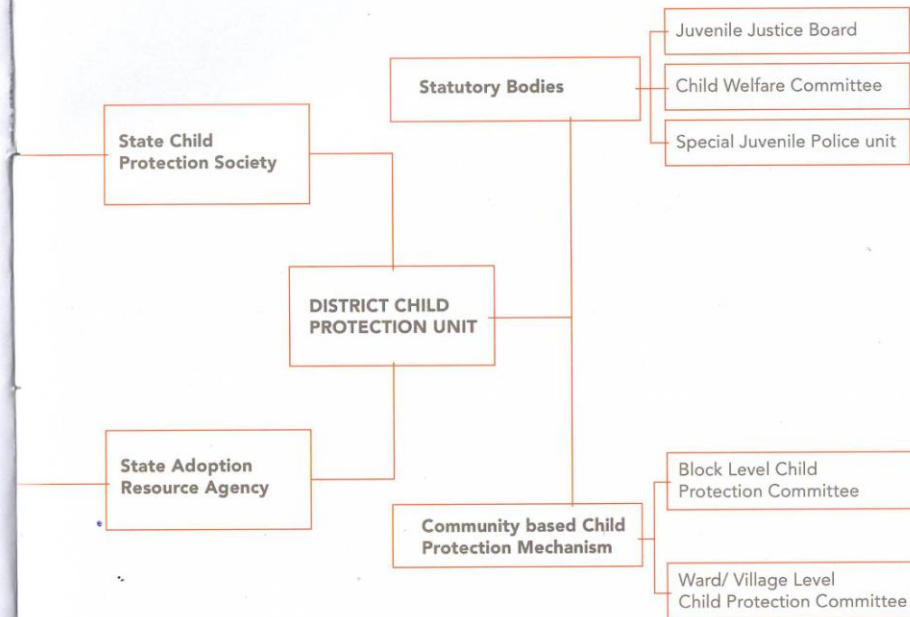 Juvenile Justice Board
Statutory Bodies
Child Welfare Committee
Special Juvenile Police unit
State Child
Protection Society
DISTRICT CHILD
PROTECTION UNIT
State Adoption
Resource Agency
Block Level Child
Protection Committee
Community based Child
Protection Mechanism
Ward/ Village Level
Child Protection Committee